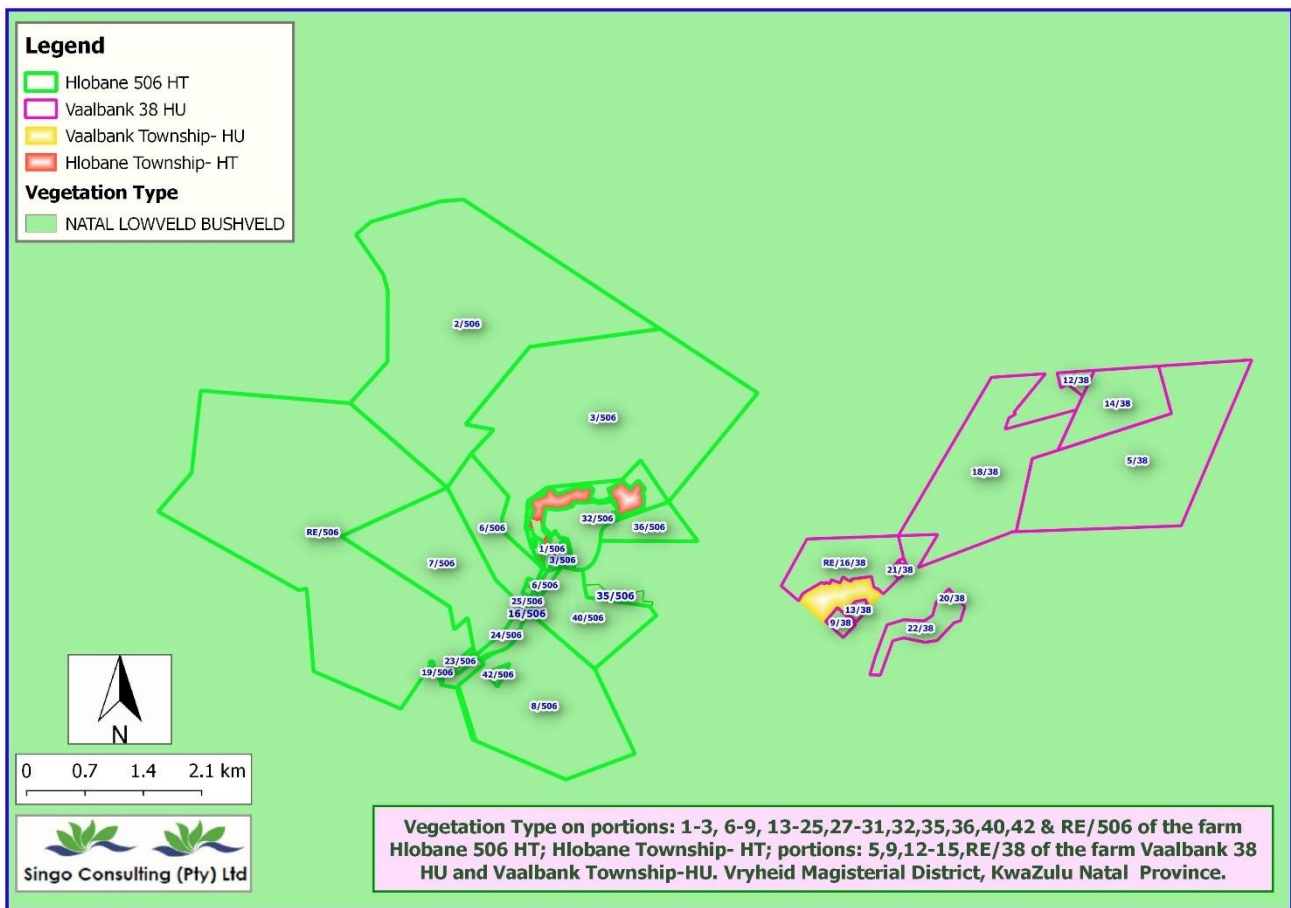 Legend
Hlobane 506 HT
Vaalbank 38 HU
Vaalbank Township- HU
Hlobane Township- HT
Vegetation Type
NATAL LOWVELD BUSHVELD
2/506
3/506
12/38
14/38
5/38
18/38
RE/506
6/506
32/506
36/506
1/506
3/506
7/506
RE/16/38
21/38
6/506
25/506
35/506
16/506
40/506
20/38
13/38
9/38
22/38
24/506
23/506
19/506
42/506
8/506
N
0 0.7 1.4 2.1 km
Singo Consulting (Pty) Ltd
Vegetation Type on portions: 1-3, 6-9, 13-25,27-31,32,35,36,40,42 & RE/506 of the farm
Hlobane 506 HT; Hlobane Township- HT; portions: 5,9,12-15,RE/38 of the farm Vaalbank 38
HU and Vaalbank Township-HU. Vryheid Magisterial District, KwaZulu Natal Province.